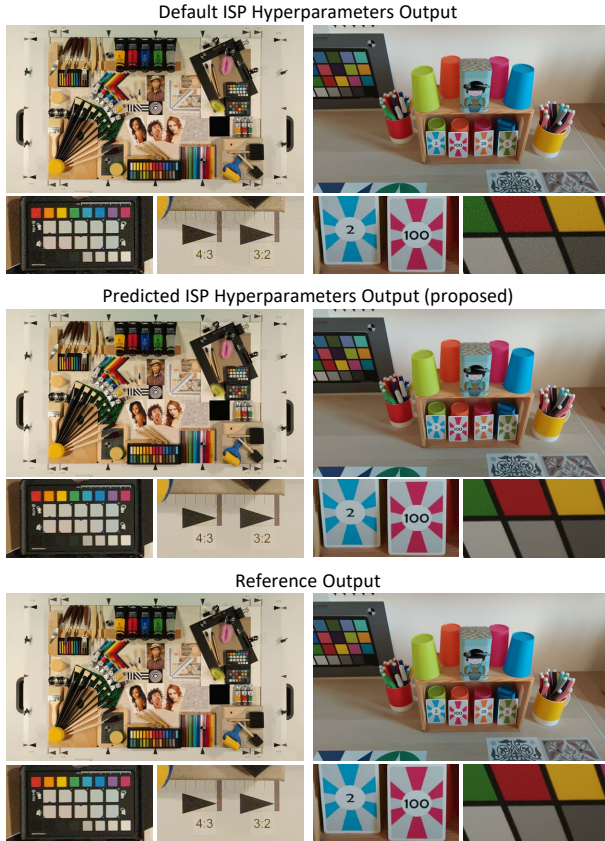 Default ISP Hyperparameters Output
4:3 3:2
2 100
Predicted ISP Hyperparameters Output (proposed)
4:3 3:2
2 100
Reference Output
4:3 3:2
2 100